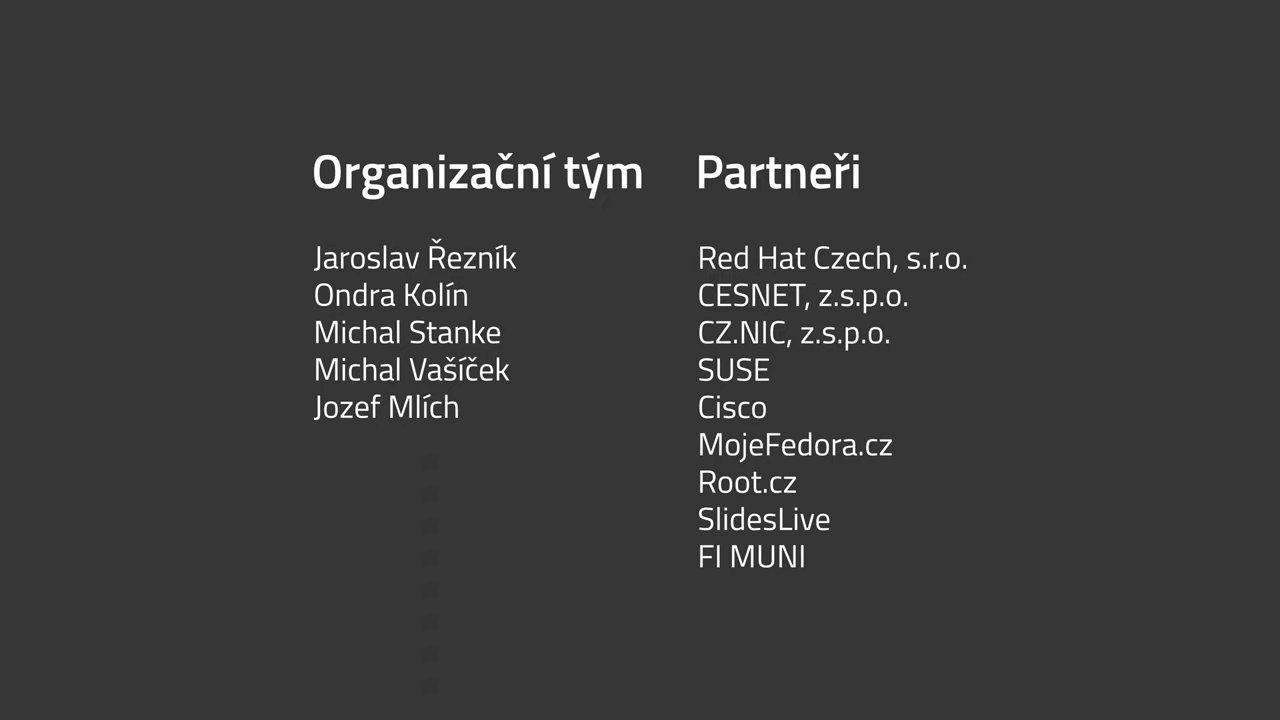 Organizační tým
Jaroslav Řezník
Ondra Kolín
Michal Stanke
Michal Vašíček
Jozef Mlích
Partneři
Red Hat Czech, s.r.o.
CESNET, z.s.p.o.
CZ.NIC, z.s.p.o.
SUSE
Cisco
MojeFedora.cz
Root.cz
SlidesLive
FI MUNI